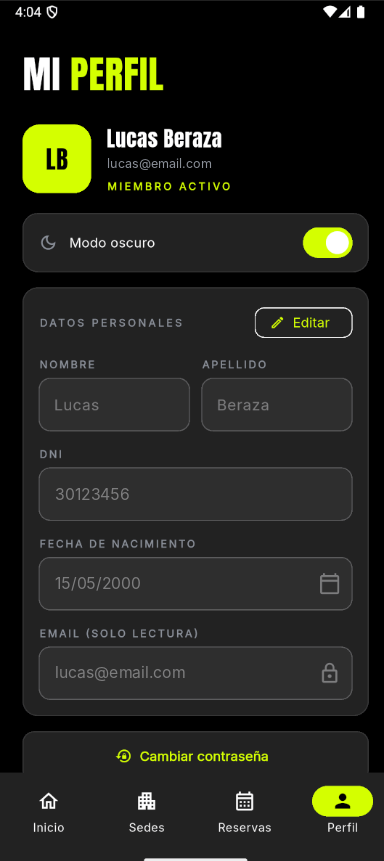 4:04
MI PERFIL
LB
Lucas Beraza
lucas@email.com
MIEMBRO ACTIVO
Modo oscuro
DATOS PERSONALES
Editar
NOMBRE APELLIDO
Lucas Beraza
DNI
30123456
FECHA DE NACIMIENTO
15/05/2000
EMAIL (SOLO LECTURA)
lucas@email.com
Cambiar contraseña
Inicio Sedes Reservas Perfil